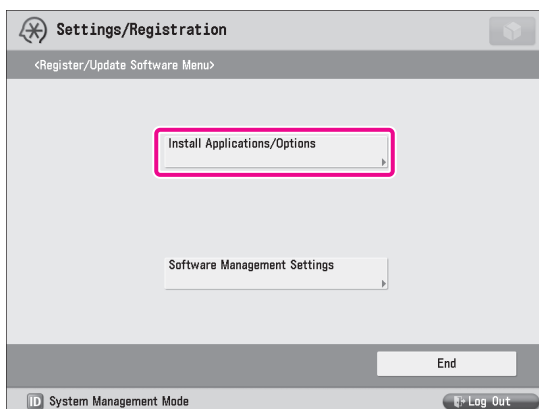 Settings/Registration
<Register/Update Software Menu>
Install Applications/Options
Software Management Settings
End
ID System Management Mode
Log Out